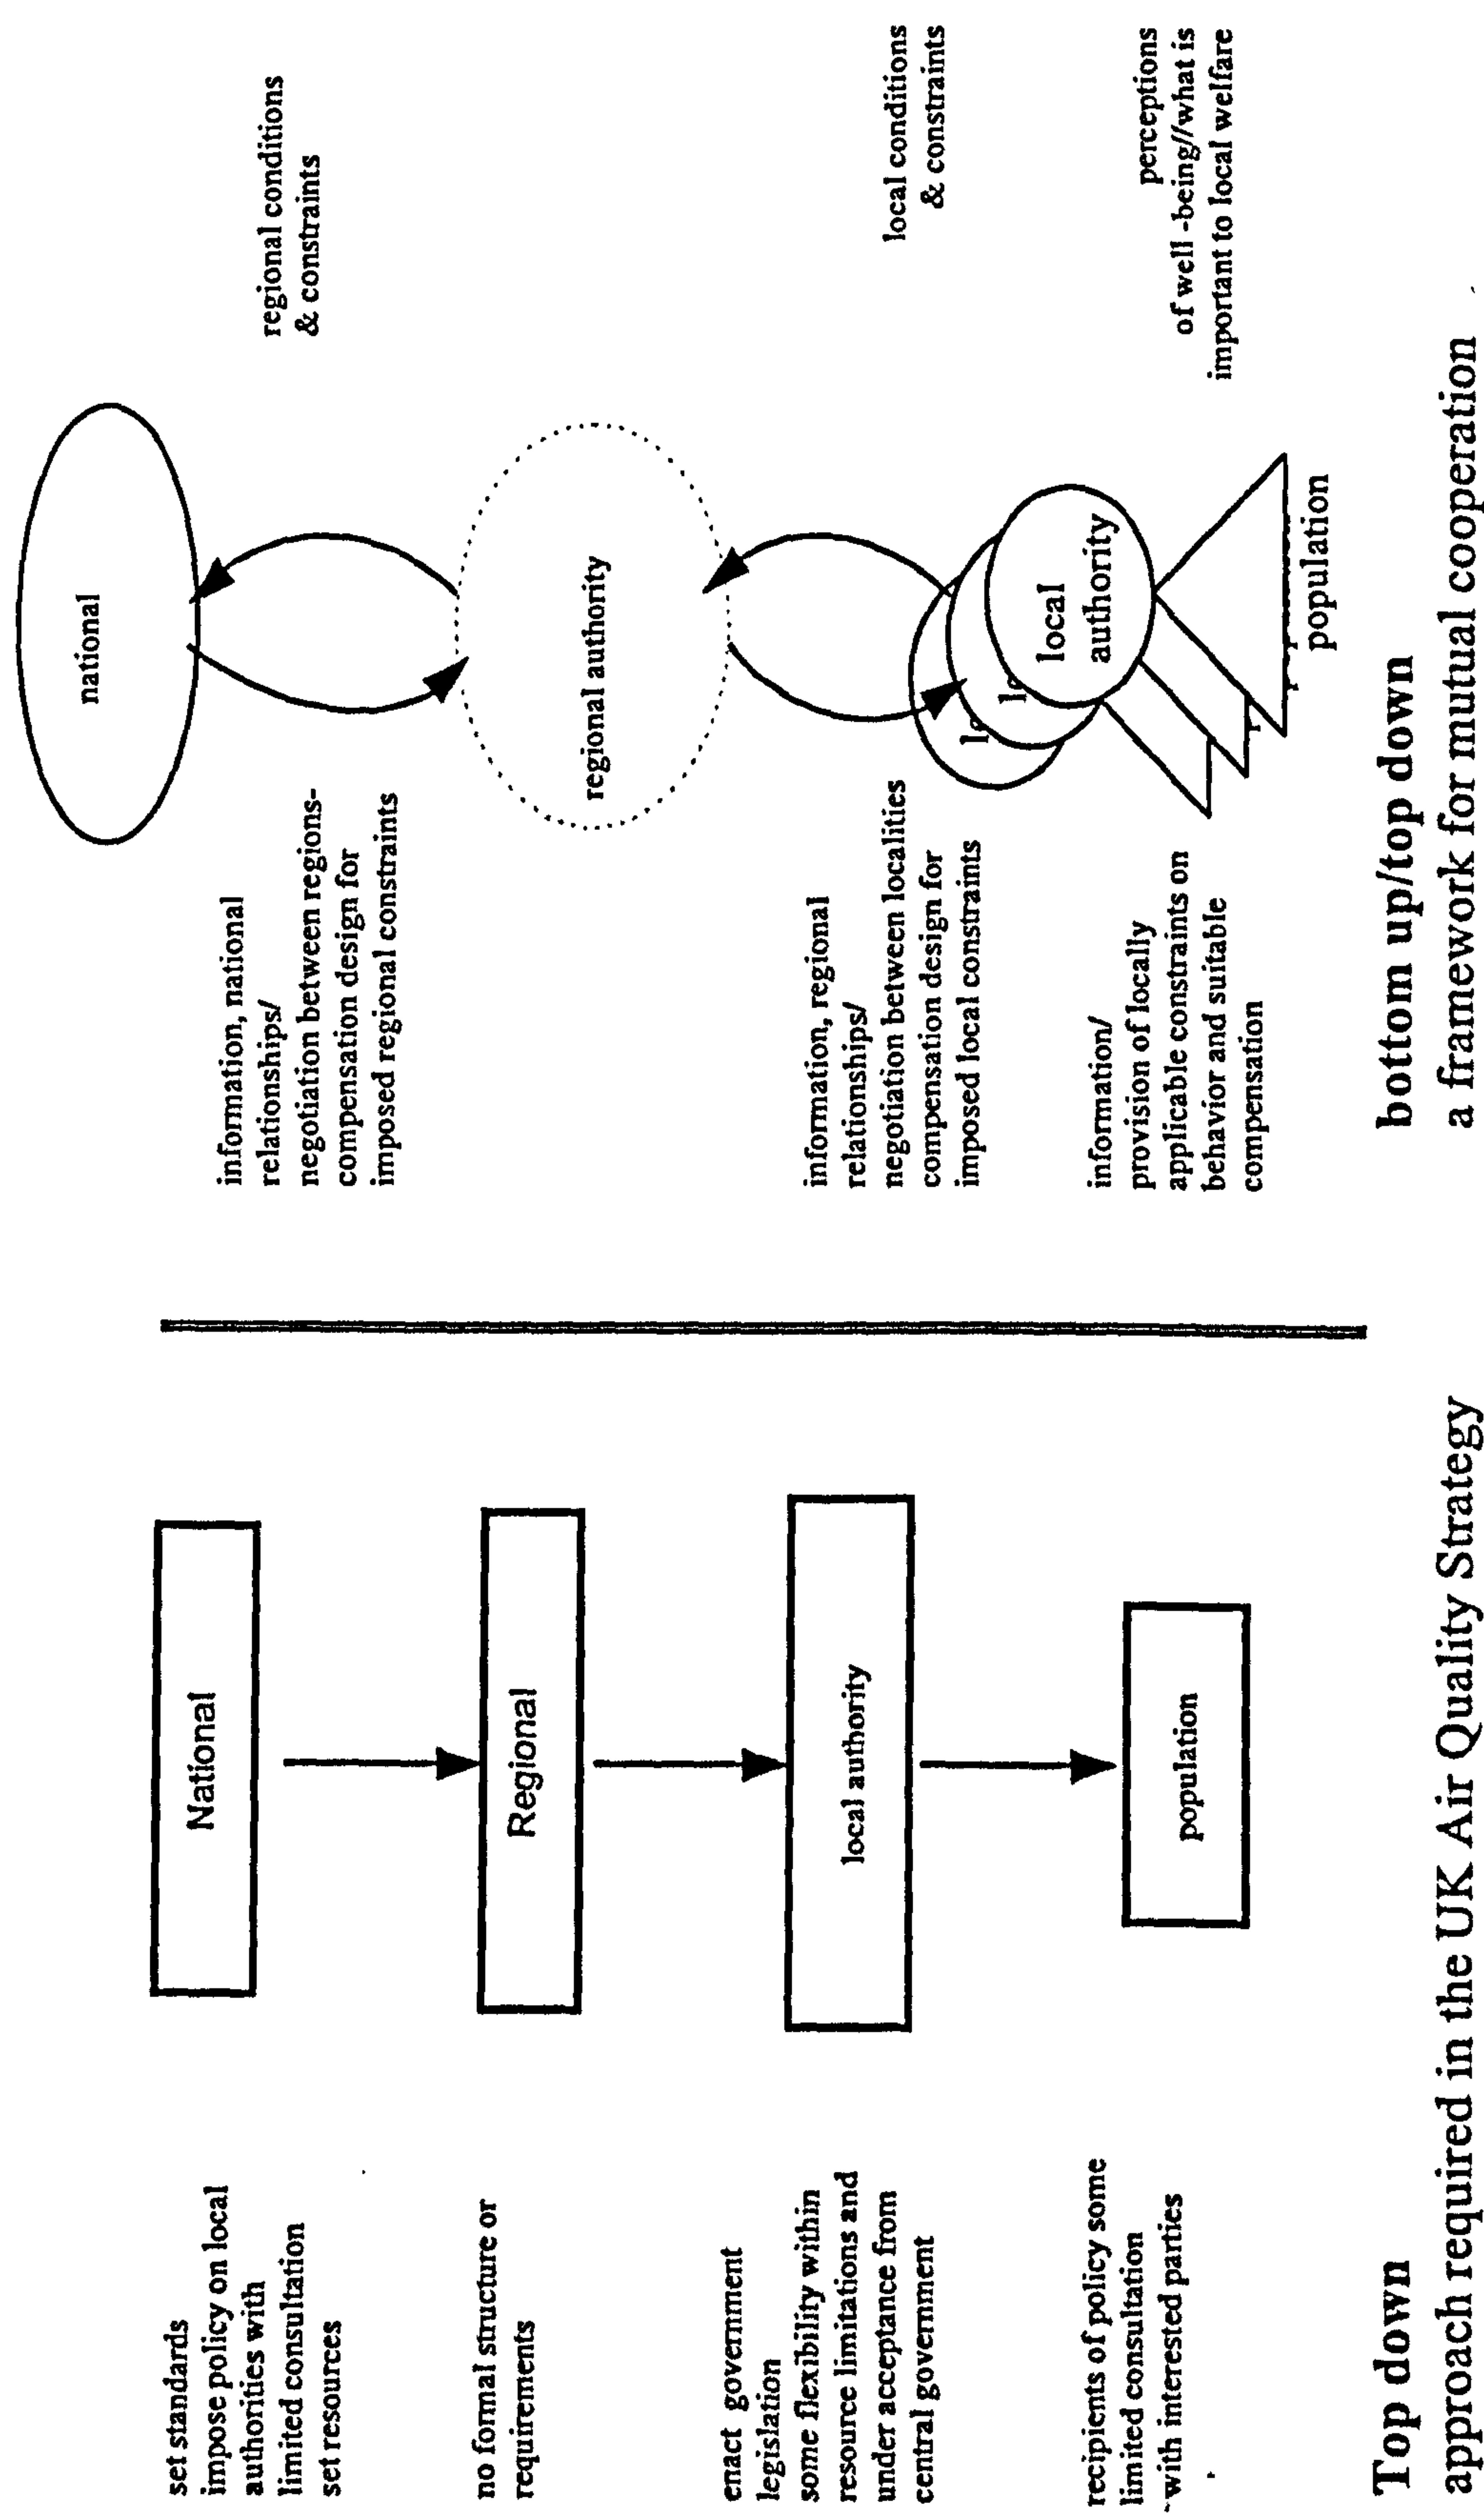 set standards
impose policy on local
authorities with
limited consultation
set resources
National
no formal structure or
requirements
Regional
enact government
legislation
some flexibility within
resource limitations and
under acceptance from
central government
local authority
recipients of policy some
limited consultation
with interested parties
population
Top down
approach required in the UK Air Quality Strategy
national
information, national
relationships/
negotiation between regions-
compensation design for
imposed regional constraints
regional conditions
& constraints
regional authority
information, regional
relationships/
negotiation between localities
compensation design for
imposed local constraints
local conditions
& constraints
lo
lo
local
authority
information/
provision of locally
applicable constraints on
behavior and suitable
compensation
perceptions
of well -being//what is
important to local welfare
population
bottom up/top down
a framework for mutual cooperation